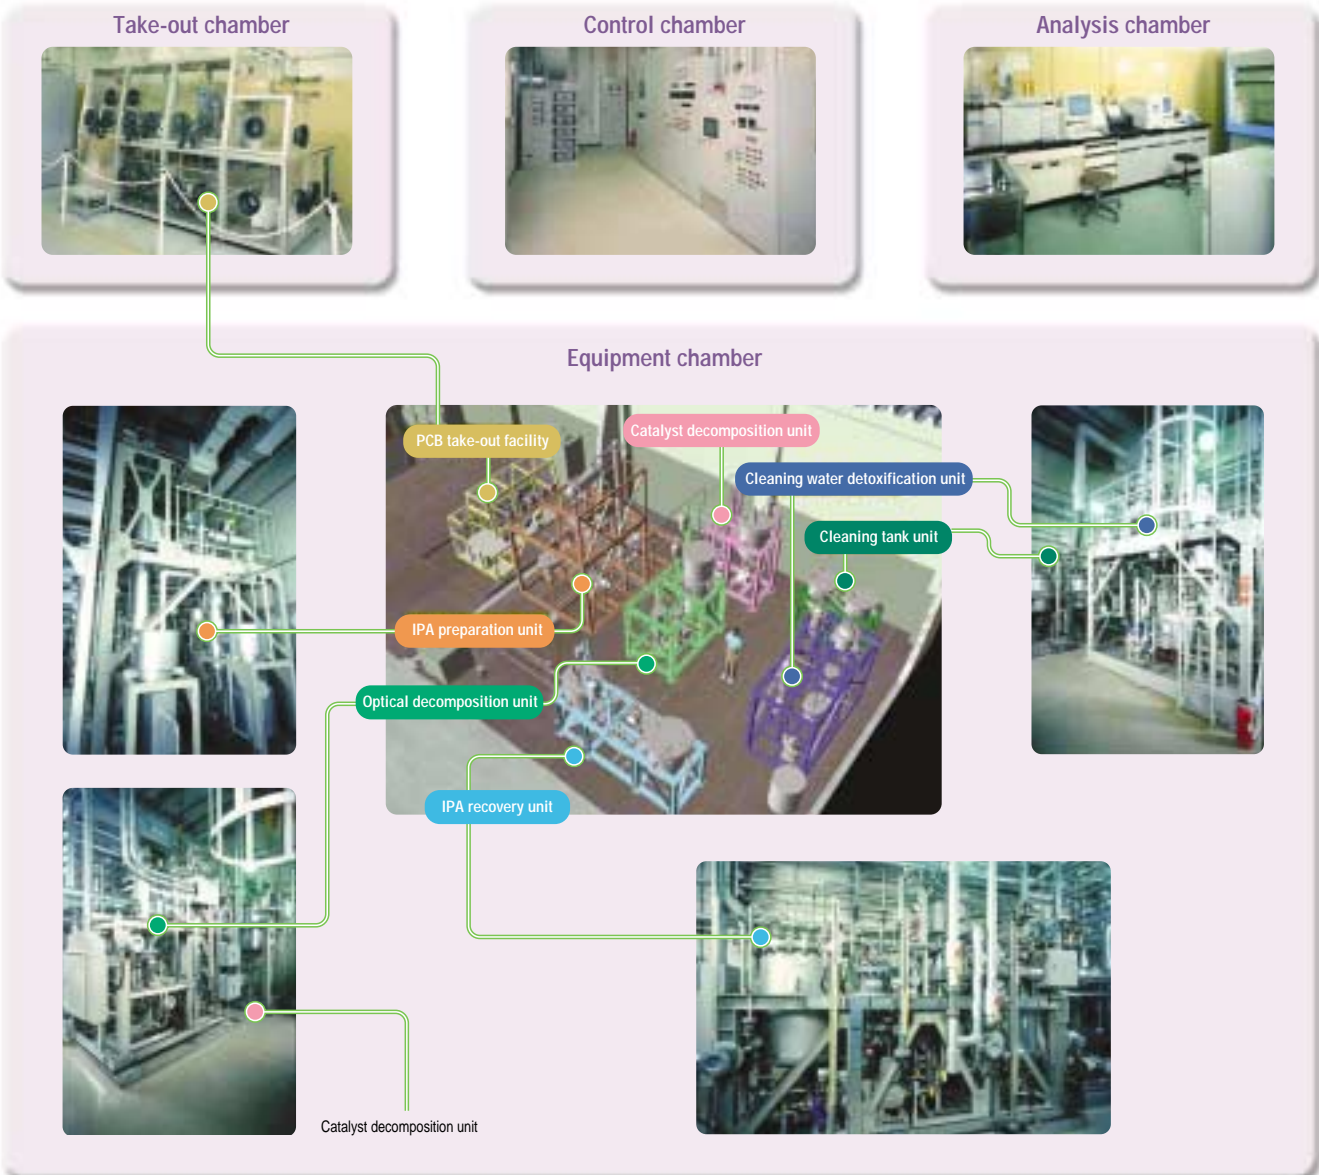 Take-out chamber
Control chamber
Analysis chamber
Equipment chamber
PCB take-out facility
Catalyst decomposition unit
Cleaning water detoxification unit
Cleaning tank unit
IPA preparation unit
Optical decomposition unit
IPA recovery unit
Catalyst decomposition unit